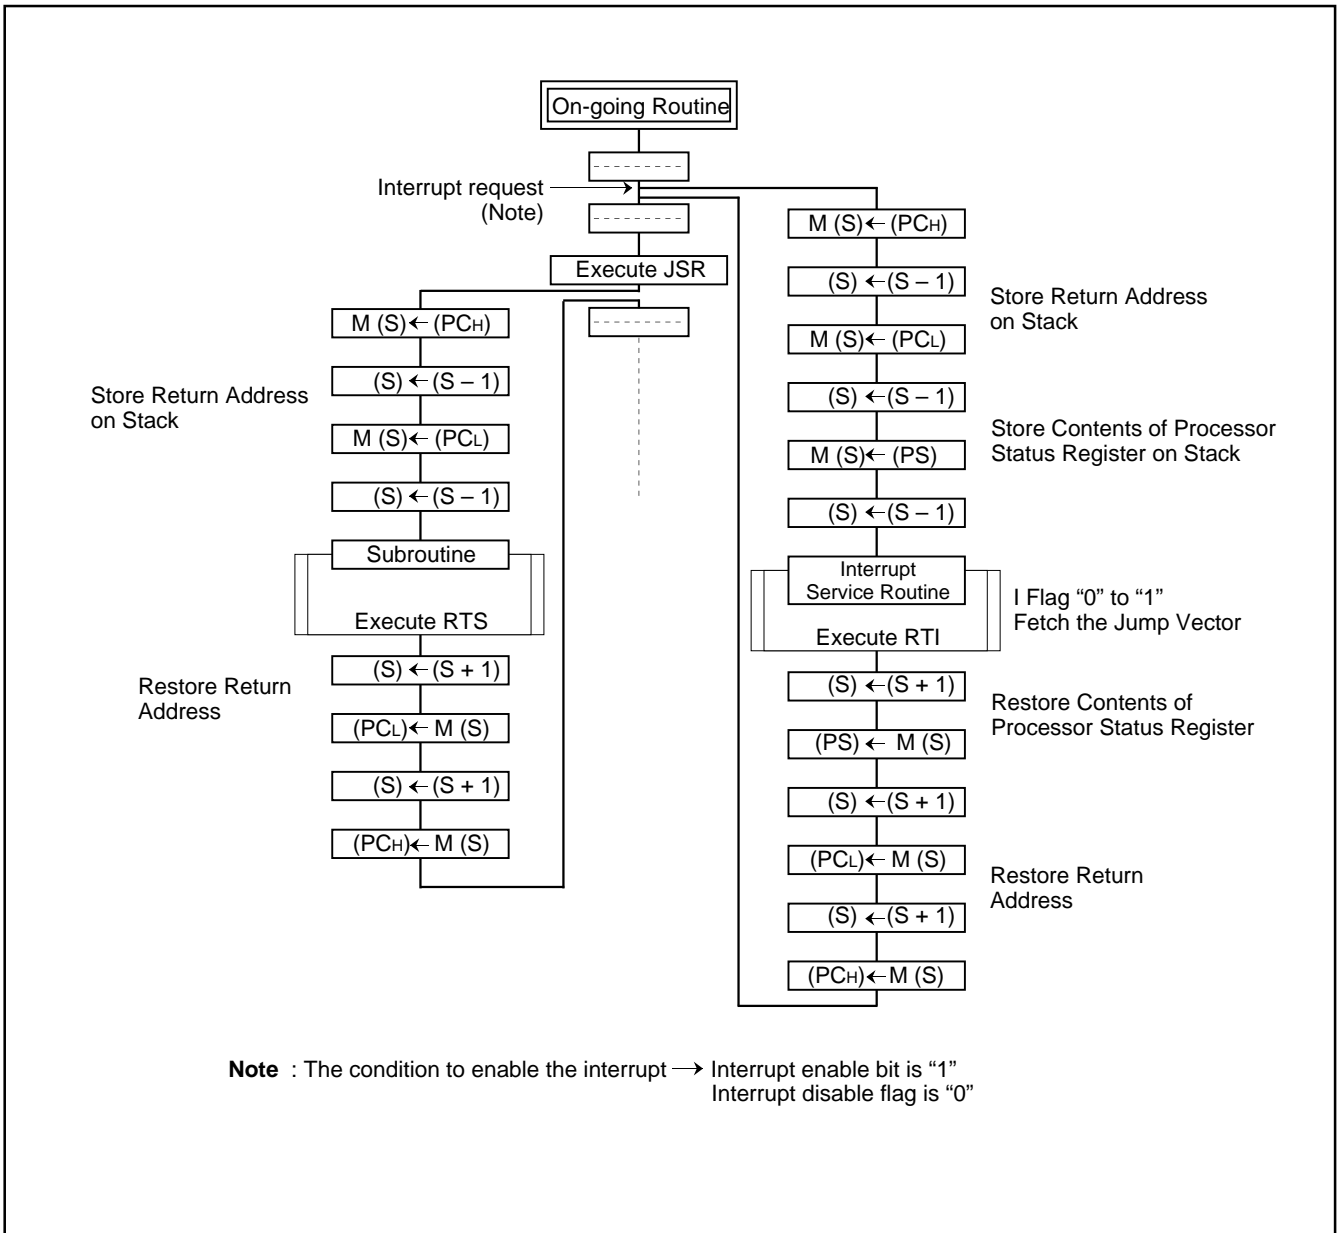 On-going Routine
Interrupt request
(Note)
Execute JSR
M (S) ← (PCH)
(S) ← (S – 1)
M (S) ← (PCL)
(S) ← (S – 1)
Store Return Address
on Stack
Subroutine
Execute RTS
(S) ← (S + 1)
(PCL) ← M (S)
(S) ← (S + 1)
(PCH) ← M (S)
Restore Return
Address
M (S) ← (PCH)
(S) ← (S – 1)
M (S) ← (PCL)
(S) ← (S – 1)
M (S) ← (PS)
(S) ← (S – 1)
Store Return Address
on Stack
Store Contents of Processor
Status Register on Stack
Interrupt
Service Routine
Execute RTI
I Flag “0” to “1”
Fetch the Jump Vector
(S) ← (S + 1)
(PS) ← M (S)
(S) ← (S + 1)
(PCL) ← M (S)
(S) ← (S + 1)
(PCH) ← M (S)
Restore Contents of
Processor Status Register
Restore Return
Address
Note : The condition to enable the interrupt → Interrupt enable bit is “1”
Interrupt disable flag is “0”